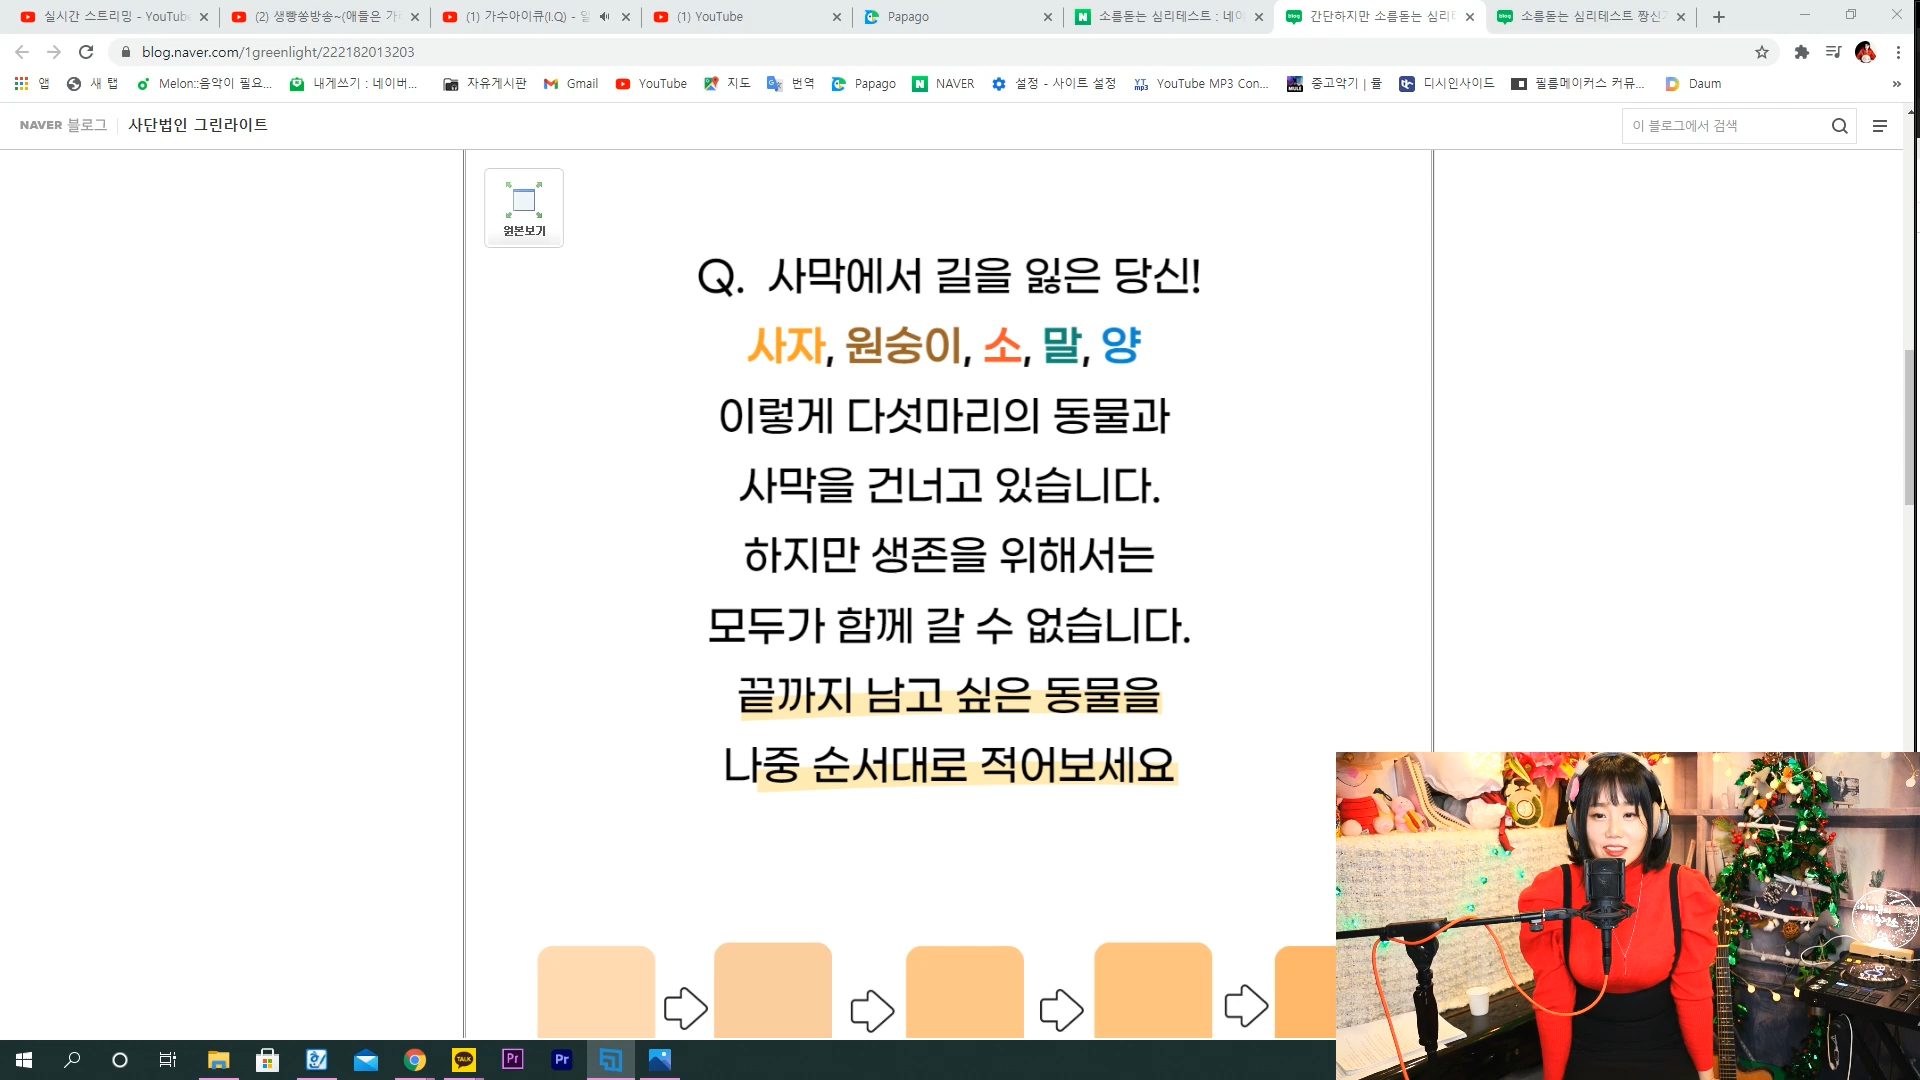 실시간 스트리밍 - YouTube
(2) 생빵쏭방송~(애들은 가
(1) 가수아이큐(I.Q) - 일
(1) YouTube
Papago
소름돋는 심리테스트 : 네이
간단하지만 소름돋는 심리테
소름돋는 심리테스트 짱신기
blog.naver.com/1greenlight/222182013203
앱
새 탭
Melon::음악이 필요...
내게쓰기 : 네이버...
자유게시판
Gmail
YouTube
지도
번역
Papago
NAVER
설정 - 사이트 설정
YouTube MP3 Con...
중고악기 | 뮬
디시인사이드
필름메이커스 커뮤...
Daum
»
NAVER 블로그
사단법인 그린라이트
이 블로그에서 검색
원본보기
Q. 사막에서 길을 잃은 당신!
사자, 원숭이, 소, 말, 양
이렇게 다섯마리의 동물과
사막을 건너고 있습니다.
하지만 생존을 위해서는
모두가 함께 갈 수 없습니다.
끝까지 남고 싶은 동물을
나중 순서대로 적어보세요
TALK
Pr
Pr